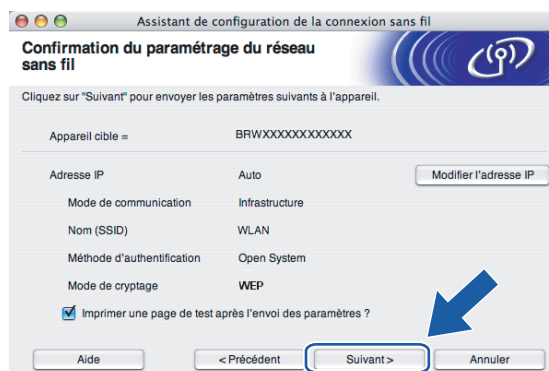 Assistant de configuration de la connexion sans fil
Confirmation du paramétrage du réseau
sans fil
Cliquez sur "Suivant" pour envoyer les paramètres suivants à l'appareil.
Appareil cible = BRWXXXXXXXXXXXX
Adresse IP Auto Modifier l'adresse IP
Mode de communication Infrastructure
Nom (SSID) WLAN
Méthode d'authentification Open System
Mode de cryptage WEP
Imprimer une page de test après l'envoi des paramètres ?
Aide < Précédent Suivant > Annuler